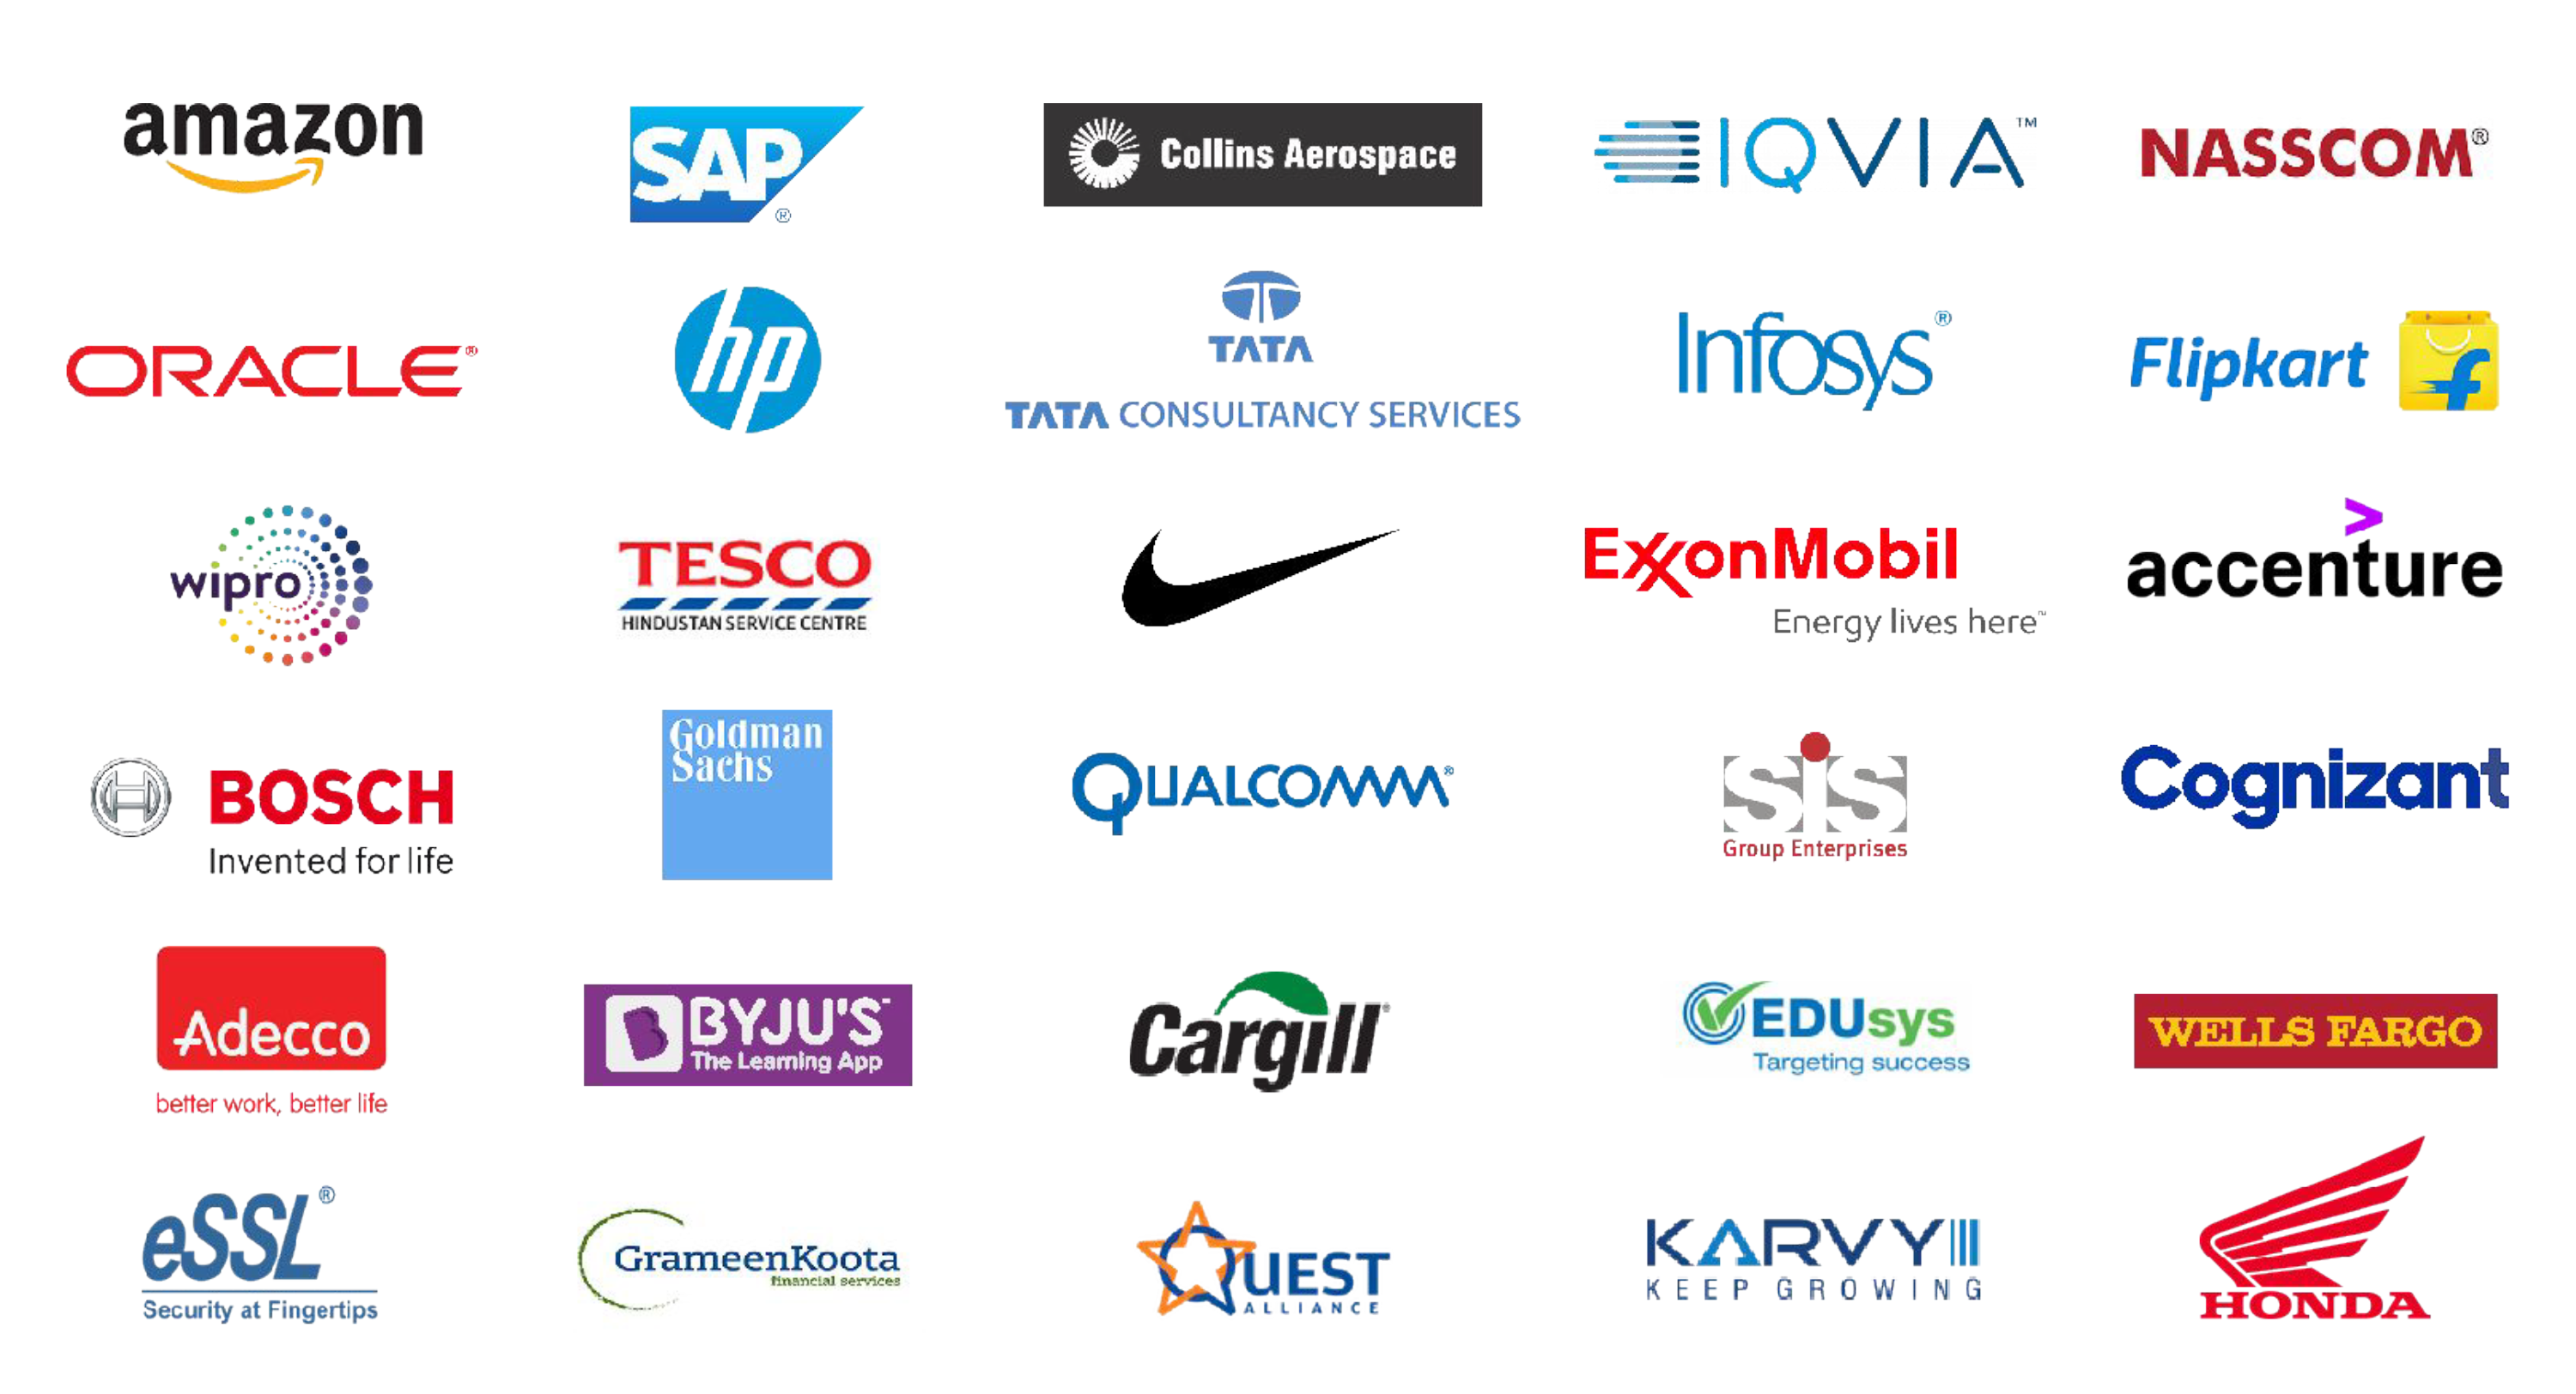 amazon
SAP®
Collins Aerospace
IQVIA™
NASSCOM®
ORACLE®
hp
TATA
TATA CONSULTANCY SERVICES
Infosys®
Flipkart f
wipro
TESCO
HINDUSTAN SERVICE CENTRE
ExxonMobil
Energy lives here™
>
accenture
BOSCH
Invented for life
Goldman
Sachs
QUALCOMM®
sis
Group Enterprises
Cognizant
Adecco
better work, better life
B BYJU'S™
The Learning App
Cargill®
EDUsys
Targeting success
WELLS FARGO
eSSL®
Security at Fingertips
GrameenKoota
financial services
QUEST
ALLIANCE
KARVY
KEEP GROWING
HONDA